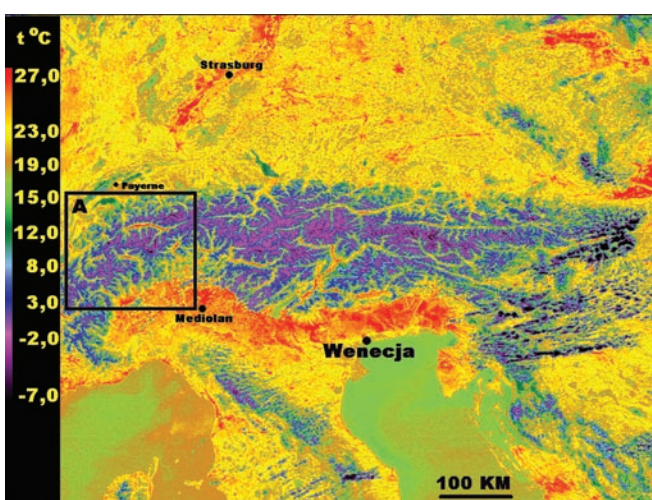 t °C
27,0
23,0
19,0
15,0
12,0
8,0
3,0
-2,0
-7,0
Strasburg
Payerne
A
Mediolan
Wenecja
100 KM